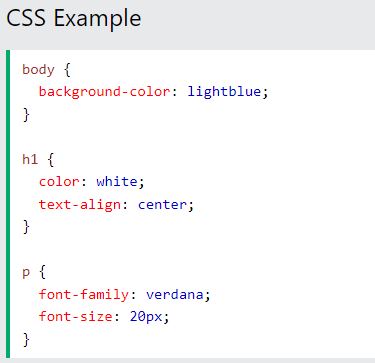 CSS Example
body {
  background-color: lightblue;
}
h1 {
  color: white;
  text-align: center;
}
p {
  font-family: verdana;
  font-size: 20px;
}